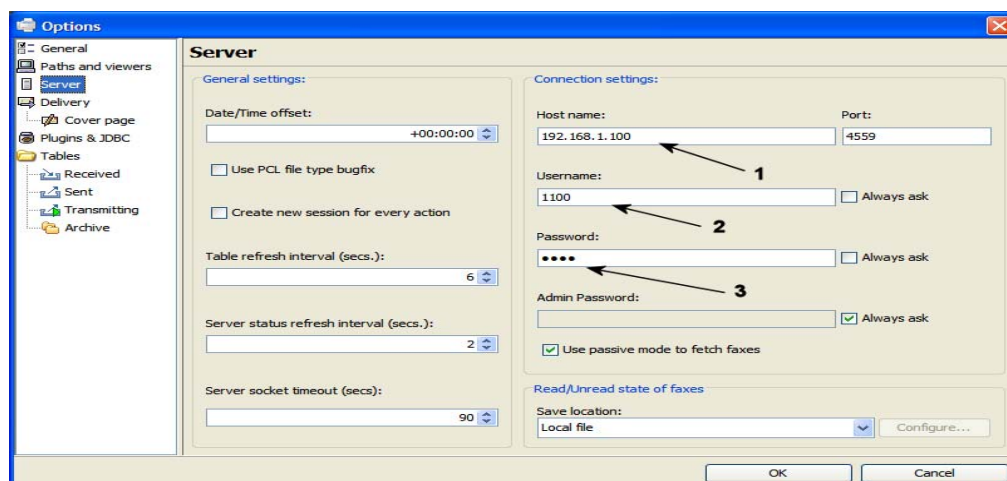 Options
General
Paths and viewers
Server
Delivery
Cover page
Plugins & JDBC
Tables
Received
Sent
Transmitting
Archive
Server
General settings:
Date/Time offset:
+00:00:00
Use PCL file type bugfix
Create new session for every action
Table refresh interval (secs.):
6
Server status refresh interval (secs.):
2
Server socket timeout (secs):
90
Connection settings:
Host name: Port:
192.168.1.100 4559
1
Username:
1100 Always ask
2
Password:
•••• Always ask
3
Admin Password:
Always ask
Use passive mode to fetch faxes
Read/Unread state of faxes
Save location:
Local file Configure...
OK Cancel